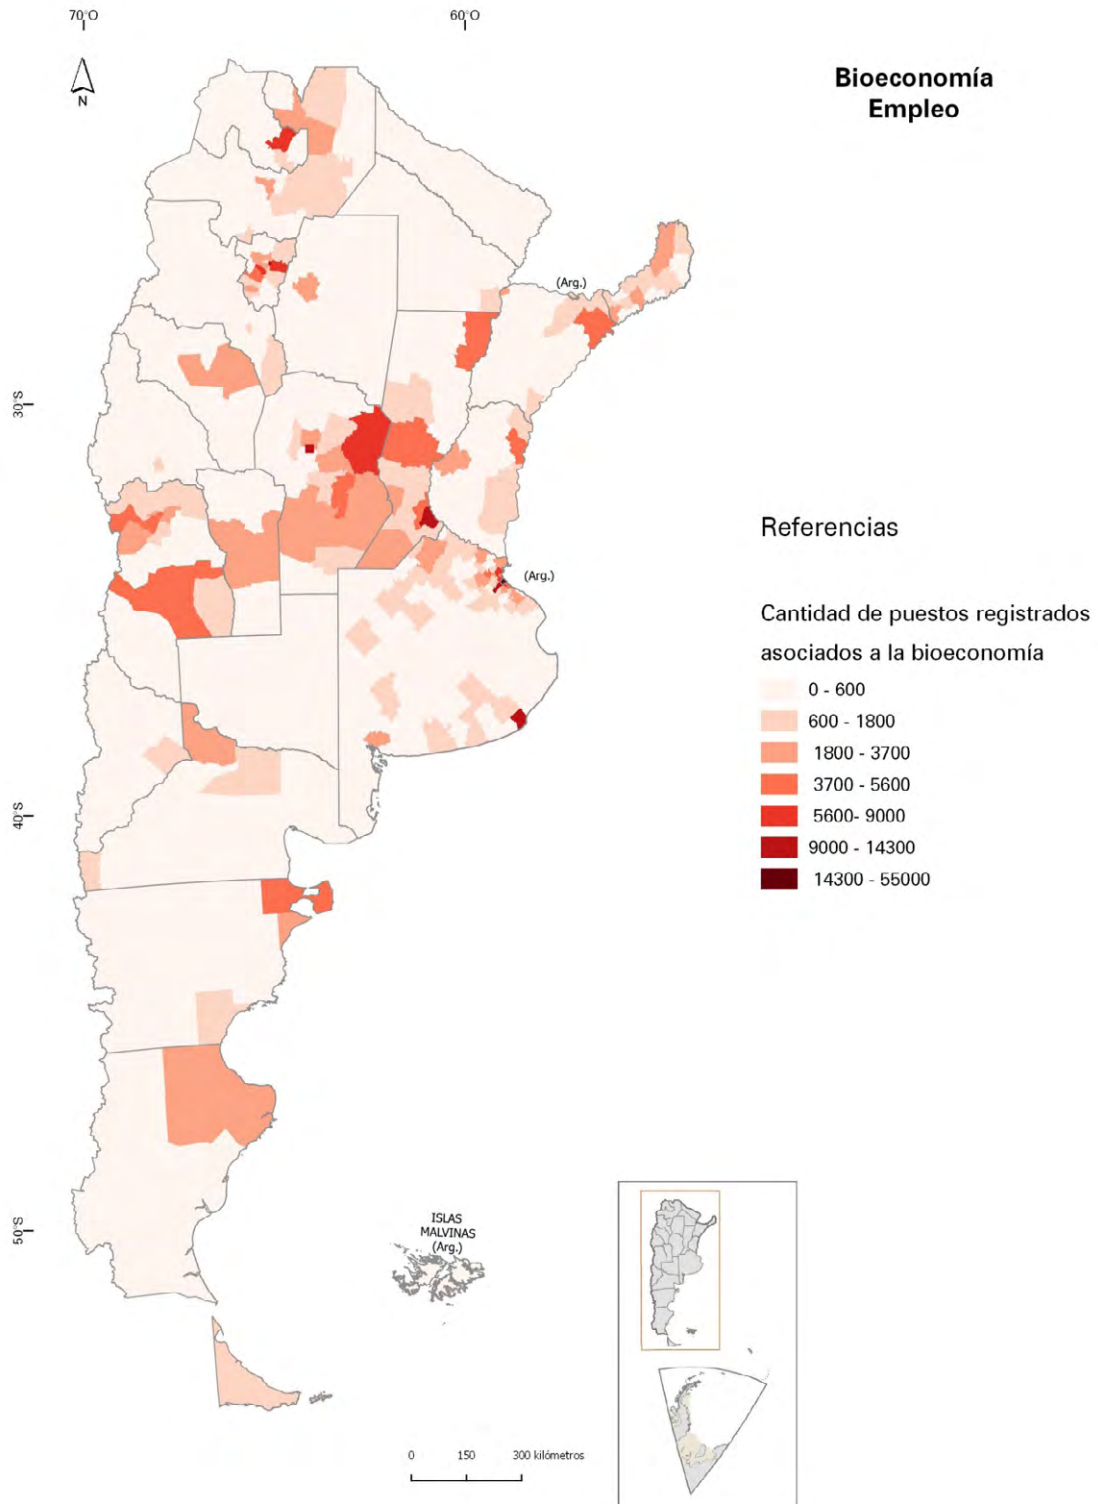 70°O
60°O
N
Bioeconomía
Empleo
(Arg.)
30°S
(Arg.)
Referencias
Cantidad de puestos registrados
asociados a la bioeconomía
0 - 600
600 - 1800
1800 - 3700
3700 - 5600
5600- 9000
9000 - 14300
14300 - 55000
40°S
50°S
ISLAS
MALVINAS
(Arg.)
0 150 300 kilómetros